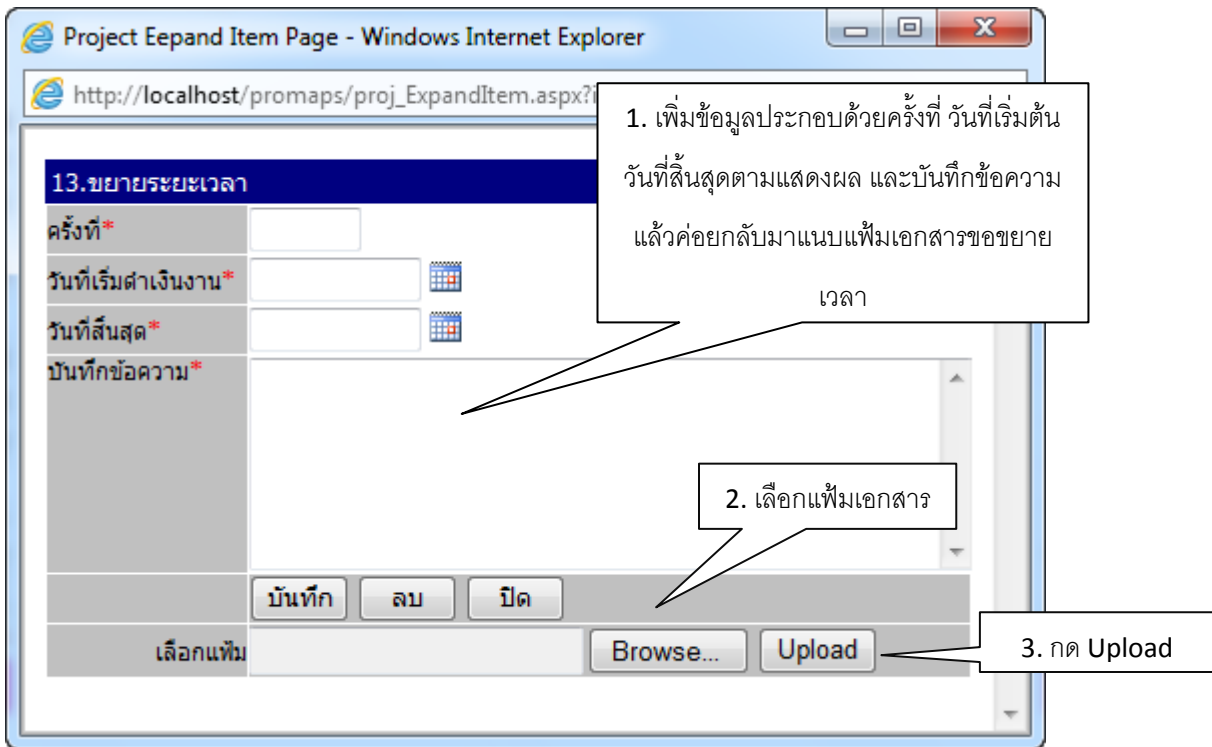 Project Eepand Item Page - Windows Internet Explorer
http://localhost/promaps/proj_ExpandItem.aspx?i
1. เพิ่มข้อมูลประกอบด้วยครั้งที่ วันที่เริ่มต้น
วันที่สิ้นสุดตามแสดงผล และบันทึกข้อความ
แล้วค่อยกลับมาแนบแฟ้มเอกสารขอขยาย
เวลา
13.ขยายระยะเวลา
ครั้งที่*
วันที่เริ่มดำเงินงาน*
วันที่สิ้นสุด*
บันทึกข้อความ*
2. เลือกแฟ้มเอกสาร
บันทึก ลบ ปิด
เลือกแฟ้ม Browse... Upload
3. กด Upload